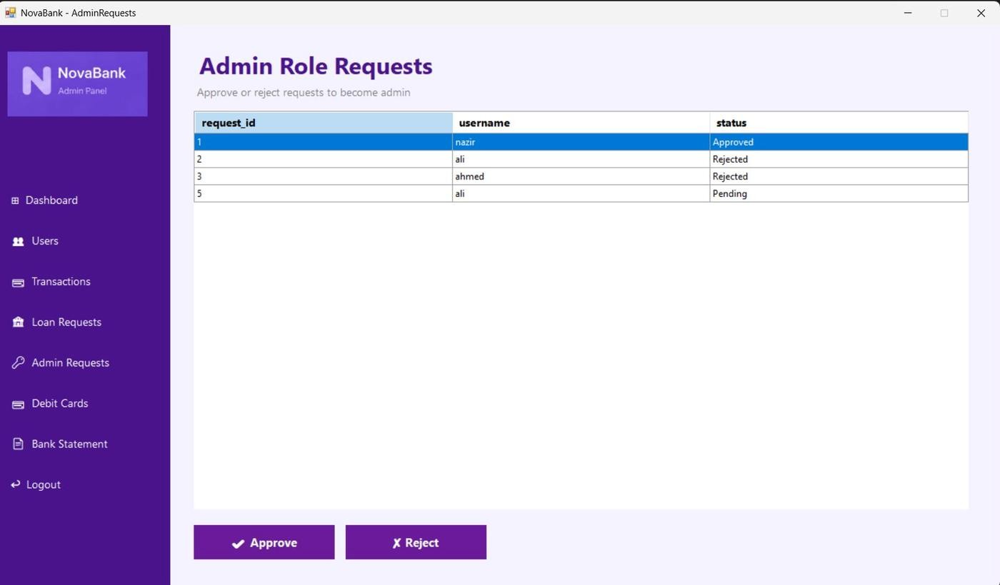 NovaBank - AdminRequests
NovaBank
Admin Panel
Dashboard
Users
Transactions
Loan Requests
Admin Requests
Debit Cards
Bank Statement
Logout
Admin Role Requests
Approve or reject requests to become admin
request_id username status
1 nazir Approved
2 ali Rejected
3 ahmed Rejected
5 ali Pending
✔ Approve
✗ Reject